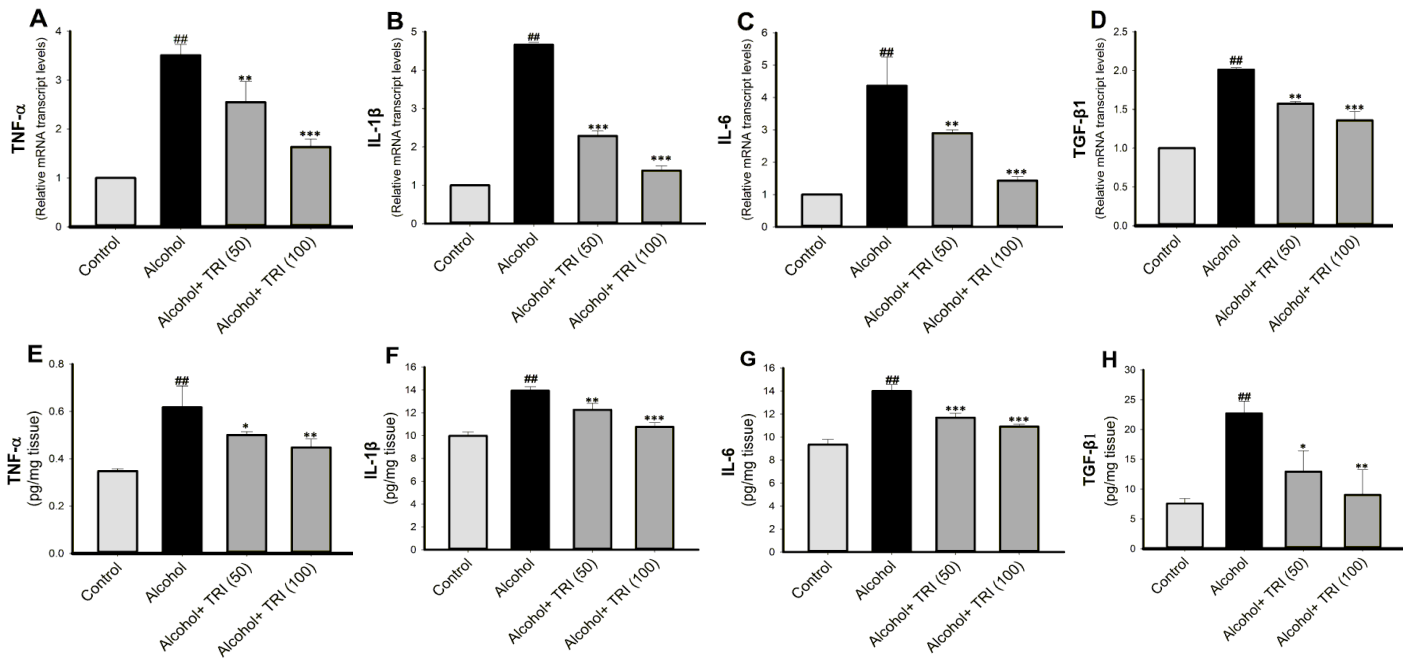 A
TNF-α
(Relative mRNA transcript levels)
4
3
2
1
0
##
**
***
Control
Alcohol
Alcohol+ TRI (50)
Alcohol+ TRI (100)
B
IL-1β
(Relative mRNA transcript levels)
5
4
3
2
1
0
##
***
***
Control
Alcohol
Alcohol+ TRI (50)
Alcohol+ TRI (100)
C
IL-6
(Relative mRNA transcript levels)
6
5
4
3
2
1
0
##
**
***
Control
Alcohol
Alcohol+ TRI (50)
Alcohol+ TRI (100)
D
TGF-β1
(Relative mRNA transcript levels)
2.5
2.0
1.5
1.0
0.5
0.0
##
**
***
Control
Alcohol
Alcohol+ TRI (50)
Alcohol+ TRI (100)
E
TNF-α
(pg/mg tissue)
0.8
0.6
0.4
0.2
0.0
##
*
**
Control
Alcohol
Alcohol+ TRI (50)
Alcohol+ TRI (100)
F
IL-1β
(pg/mg tissue)
16
14
12
10
8
6
4
2
0
##
**
***
Control
Alcohol
Alcohol+ TRI (50)
Alcohol+ TRI (100)
G
IL-6
(pg/mg tissue)
16
14
12
10
8
6
4
2
0
##
***
***
Control
Alcohol
Alcohol+ TRI (50)
Alcohol+ TRI (100)
H
TGF-β1
(pg/mg tissue)
30
25
20
15
10
5
0
##
*
**
Control
Alcohol
Alcohol+ TRI (50)
Alcohol+ TRI (100)